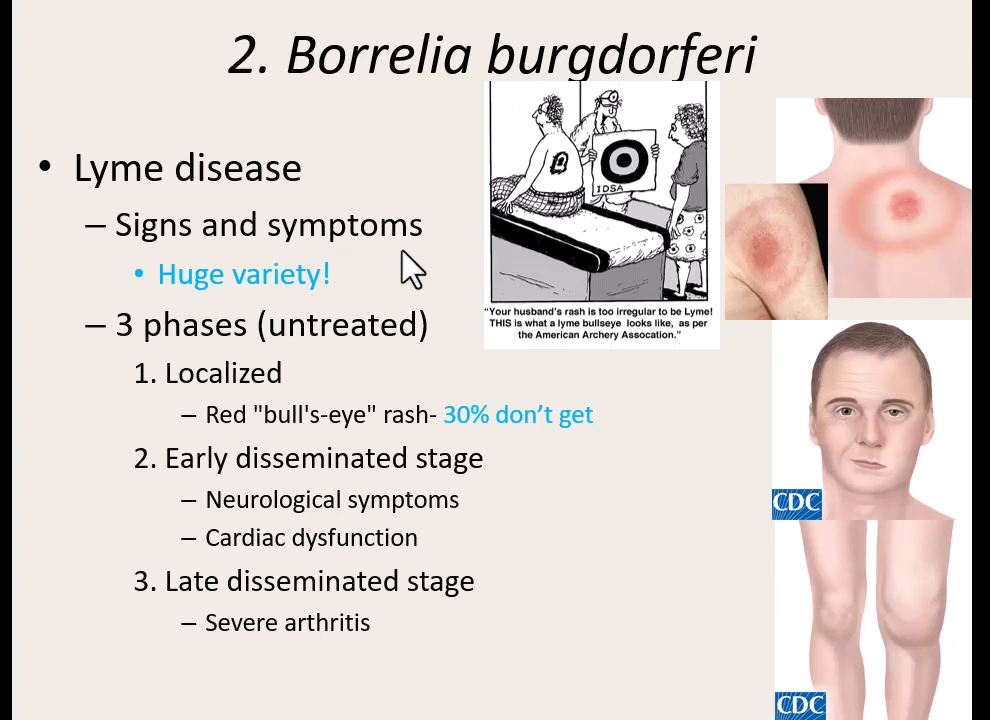 2. Borrelia burgdorferi
• Lyme disease
– Signs and symptoms
• Huge variety!
– 3 phases (untreated)
1. Localized
– Red "bull's-eye" rash- 30% don’t get
2. Early disseminated stage
– Neurological symptoms
– Cardiac dysfunction
3. Late disseminated stage
– Severe arthritis
IDSA
“Your husband’s rash is too irregular to be Lyme!
THIS is what a lyme bullseye looks like, as per
the American Archery Assocation.”
CDC
CDC